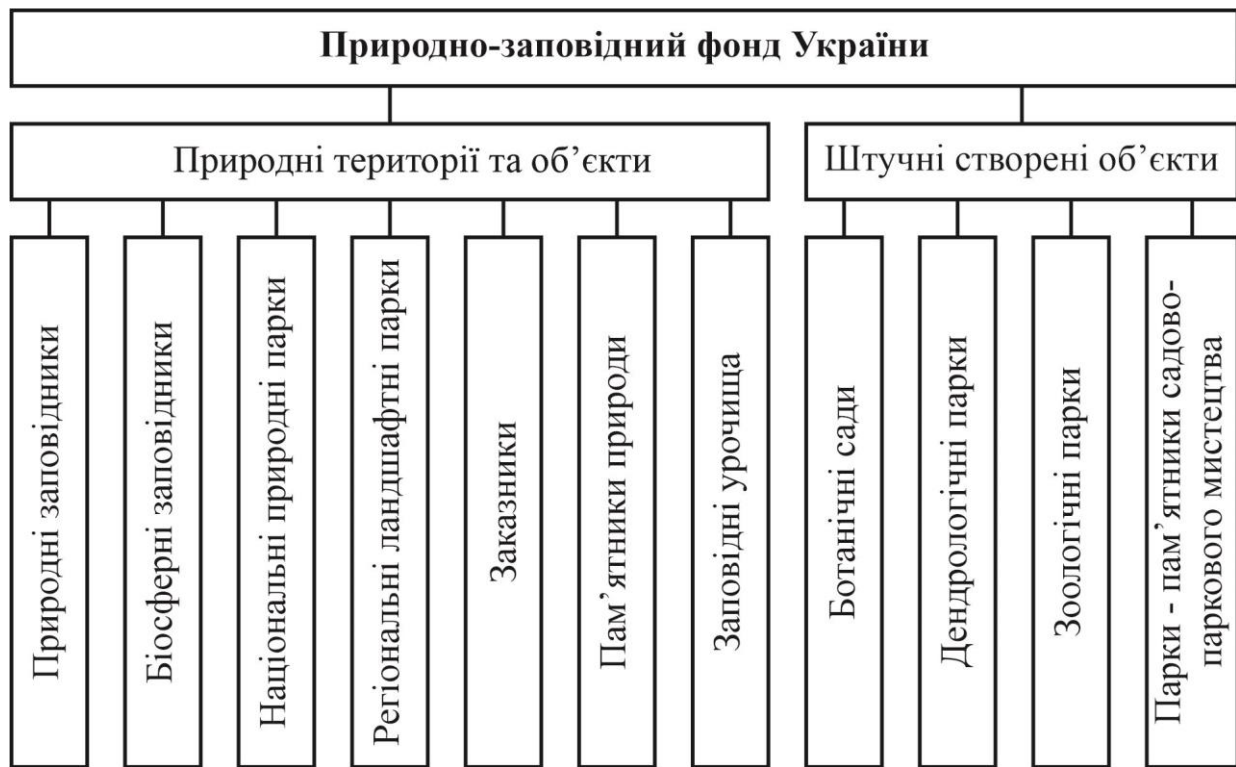 Природно-заповідний фонд України
Природні території та об’єкти
Штучні створені об’єкти
Природні заповідники
Біосферні заповідники
Національні природні парки
Регіональні ландшафтні парки
Заказники
Пам’ятники природи
Заповідні урочища
Ботанічні сади
Дендрологічні парки
Зоологічні парки
Парки - пам’ятники садово-
паркового мистецтва